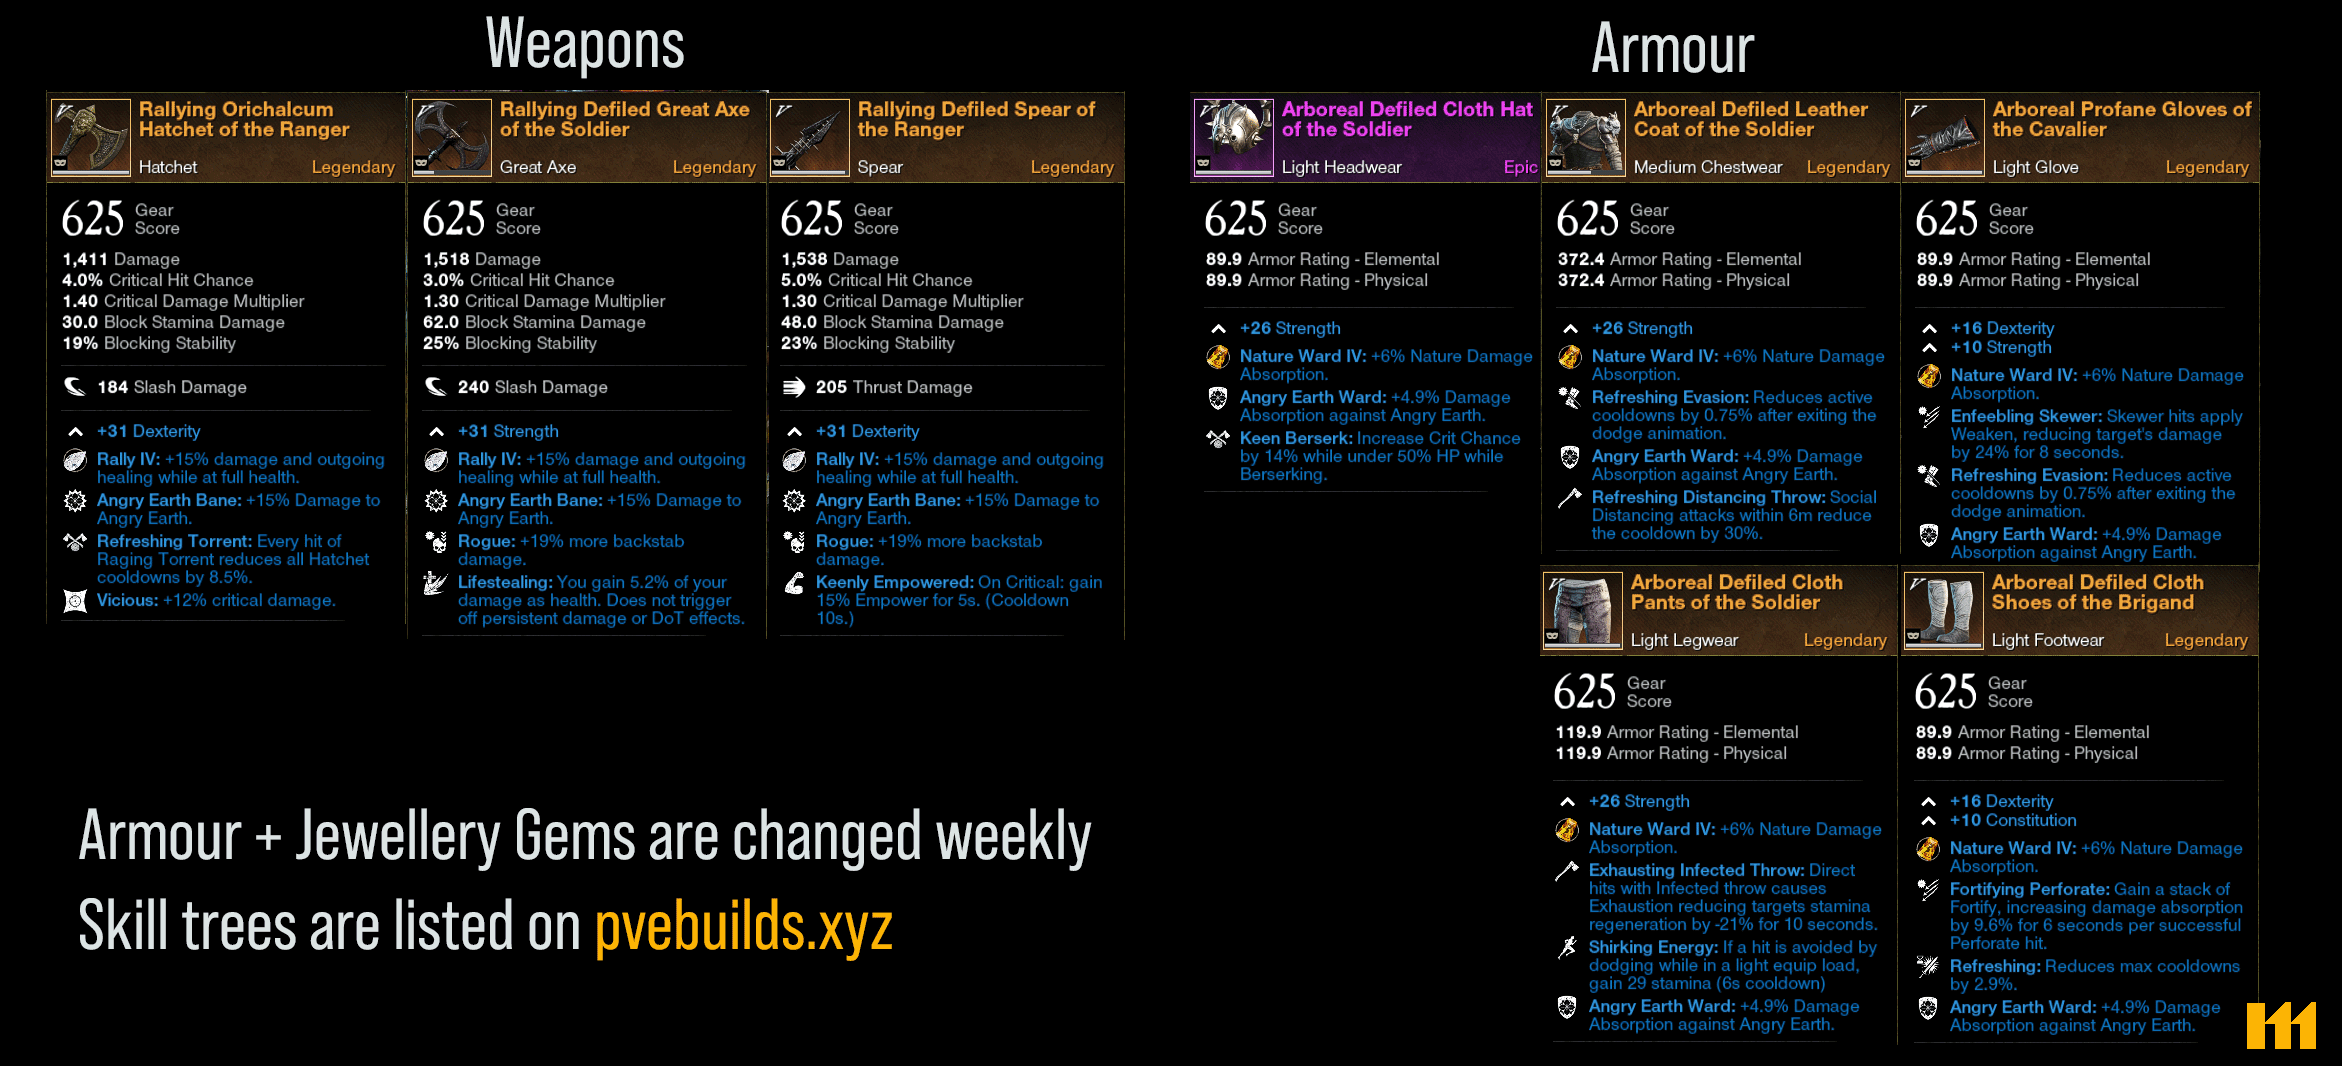 Weapons
Rallying Orichalcum
Hatchet of the Ranger
Hatchet
Legendary
625
Gear
Score
1,411 Damage
4.0% Critical Hit Chance
1.40 Critical Damage Multiplier
30.0 Block Stamina Damage
19% Blocking Stability
184 Slash Damage
+31 Dexterity
Rally IV: +15% damage and outgoing
healing while at full health.
Angry Earth Bane: +15% Damage to
Angry Earth.
Refreshing Torrent: Every hit of
Raging Torrent reduces all Hatchet
cooldowns by 8.5%.
Vicious: +12% critical damage.
Rallying Defiled Great Axe
of the Soldier
Great Axe
Legendary
625
Gear
Score
1,518 Damage
3.0% Critical Hit Chance
1.30 Critical Damage Multiplier
62.0 Block Stamina Damage
25% Blocking Stability
240 Slash Damage
+31 Strength
Rally IV: +15% damage and outgoing
healing while at full health.
Angry Earth Bane: +15% Damage to
Angry Earth.
Rogue: +19% more backstab
damage.
Lifestealing: You gain 5.2% of your
damage as health. Does not trigger
off persistent damage or DoT effects.
Rallying Defiled Spear of
the Ranger
Spear
Legendary
625
Gear
Score
1,538 Damage
5.0% Critical Hit Chance
1.30 Critical Damage Multiplier
48.0 Block Stamina Damage
23% Blocking Stability
205 Thrust Damage
+31 Dexterity
Rally IV: +15% damage and outgoing
healing while at full health.
Angry Earth Bane: +15% Damage to
Angry Earth.
Rogue: +19% more backstab
damage.
Keenly Empowered: On Critical: gain
15% Empower for 5s. (Cooldown
10s.)
Armour
Arboreal Defiled Cloth Hat
of the Soldier
Light Headwear
Epic
625
Gear
Score
89.9 Armor Rating - Elemental
89.9 Armor Rating - Physical
+26 Strength
Nature Ward IV: +6% Nature Damage
Absorption.
Angry Earth Ward: +4.9% Damage
Absorption against Angry Earth.
Keen Berserk: Increase Crit Chance
by 14% while under 50% HP while
Berserking.
Arboreal Defiled Leather
Coat of the Soldier
Medium Chestwear
Legendary
625
Gear
Score
372.4 Armor Rating - Elemental
372.4 Armor Rating - Physical
+26 Strength
Nature Ward IV: +6% Nature Damage
Absorption.
Refreshing Evasion: Reduces active
cooldowns by 0.75% after exiting the
dodge animation.
Angry Earth Ward: +4.9% Damage
Absorption against Angry Earth.
Refreshing Distancing Throw: Social
Distancing attacks within 6m reduce
the cooldown by 30%.
Arboreal Profane Gloves of
the Cavalier
Light Glove
Legendary
625
Gear
Score
89.9 Armor Rating - Elemental
89.9 Armor Rating - Physical
+16 Dexterity
+10 Strength
Nature Ward IV: +6% Nature Damage
Absorption.
Enfeebling Skewer: Skewer hits apply
Weaken, reducing target's damage
by 24% for 8 seconds.
Refreshing Evasion: Reduces active
cooldowns by 0.75% after exiting the
dodge animation.
Angry Earth Ward: +4.9% Damage
Absorption against Angry Earth.
Arboreal Defiled Cloth
Pants of the Soldier
Light Legwear
Legendary
625
Gear
Score
119.9 Armor Rating - Elemental
119.9 Armor Rating - Physical
+26 Strength
Nature Ward IV: +6% Nature Damage
Absorption.
Exhausting Infected Throw: Direct
hits with Infected throw causes
Exhaustion reducing targets stamina
regeneration by -21% for 10 seconds.
Shirking Energy: If a hit is avoided by
dodging while in a light equip load,
gain 29 stamina (6s cooldown)
Angry Earth Ward: +4.9% Damage
Absorption against Angry Earth.
Arboreal Defiled Cloth
Shoes of the Brigand
Light Footwear
Legendary
625
Gear
Score
89.9 Armor Rating - Elemental
89.9 Armor Rating - Physical
+16 Dexterity
+10 Constitution
Nature Ward IV: +6% Nature Damage
Absorption.
Fortifying Perforate: Gain a stack of
Fortify, increasing damage absorption
by 9.6% for 6 seconds per successful
Perforate hit.
Refreshing: Reduces max cooldowns
by 2.9%.
Angry Earth Ward: +4.9% Damage
Absorption against Angry Earth.
Armour + Jewellery Gems are changed weekly
Skill trees are listed on pvebuilds.xyz